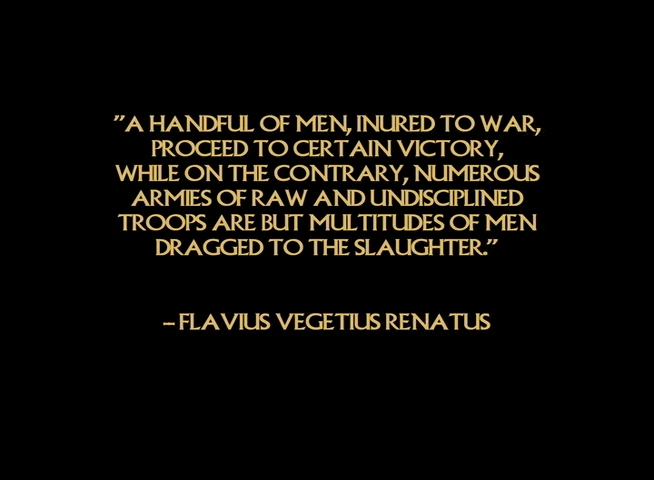 "A HANDFUL OF MEN, INURED TO WAR,
PROCEED TO CERTAIN VICTORY,
WHILE ON THE CONTRARY, NUMEROUS
ARMIES OF RAW AND UNDISCIPLINED
TROOPS ARE BUT MULTITUDES OF MEN
DRAGGED TO THE SLAUGHTER."
– FLAVIUS VEGETIUS RENATUS